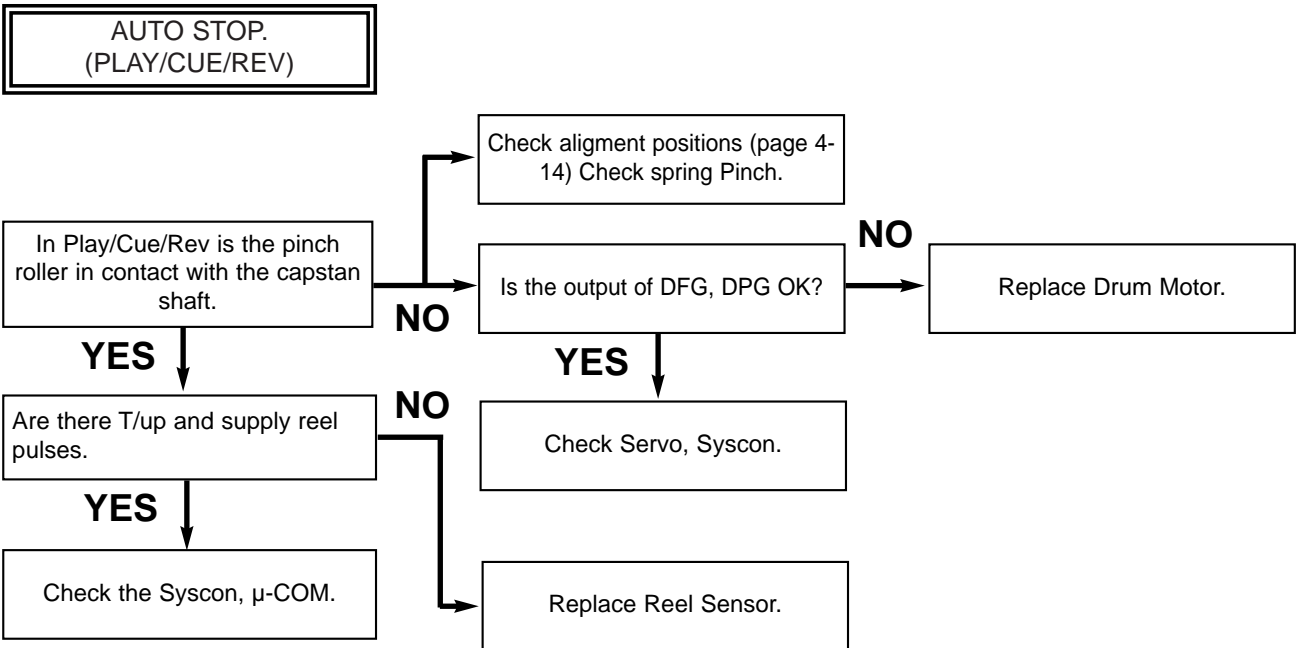 AUTO STOP.
(PLAY/CUE/REV)
Check aligment positions (page 4-
14) Check spring Pinch.
In Play/Cue/Rev is the pinch
roller in contact with the capstan
shaft.
NO
Is the output of DFG, DPG OK?
NO
Replace Drum Motor.
YES
YES
Are there T/up and supply reel
pulses.
NO
Check Servo, Syscon.
YES
Check the Syscon, µ-COM.
Replace Reel Sensor.